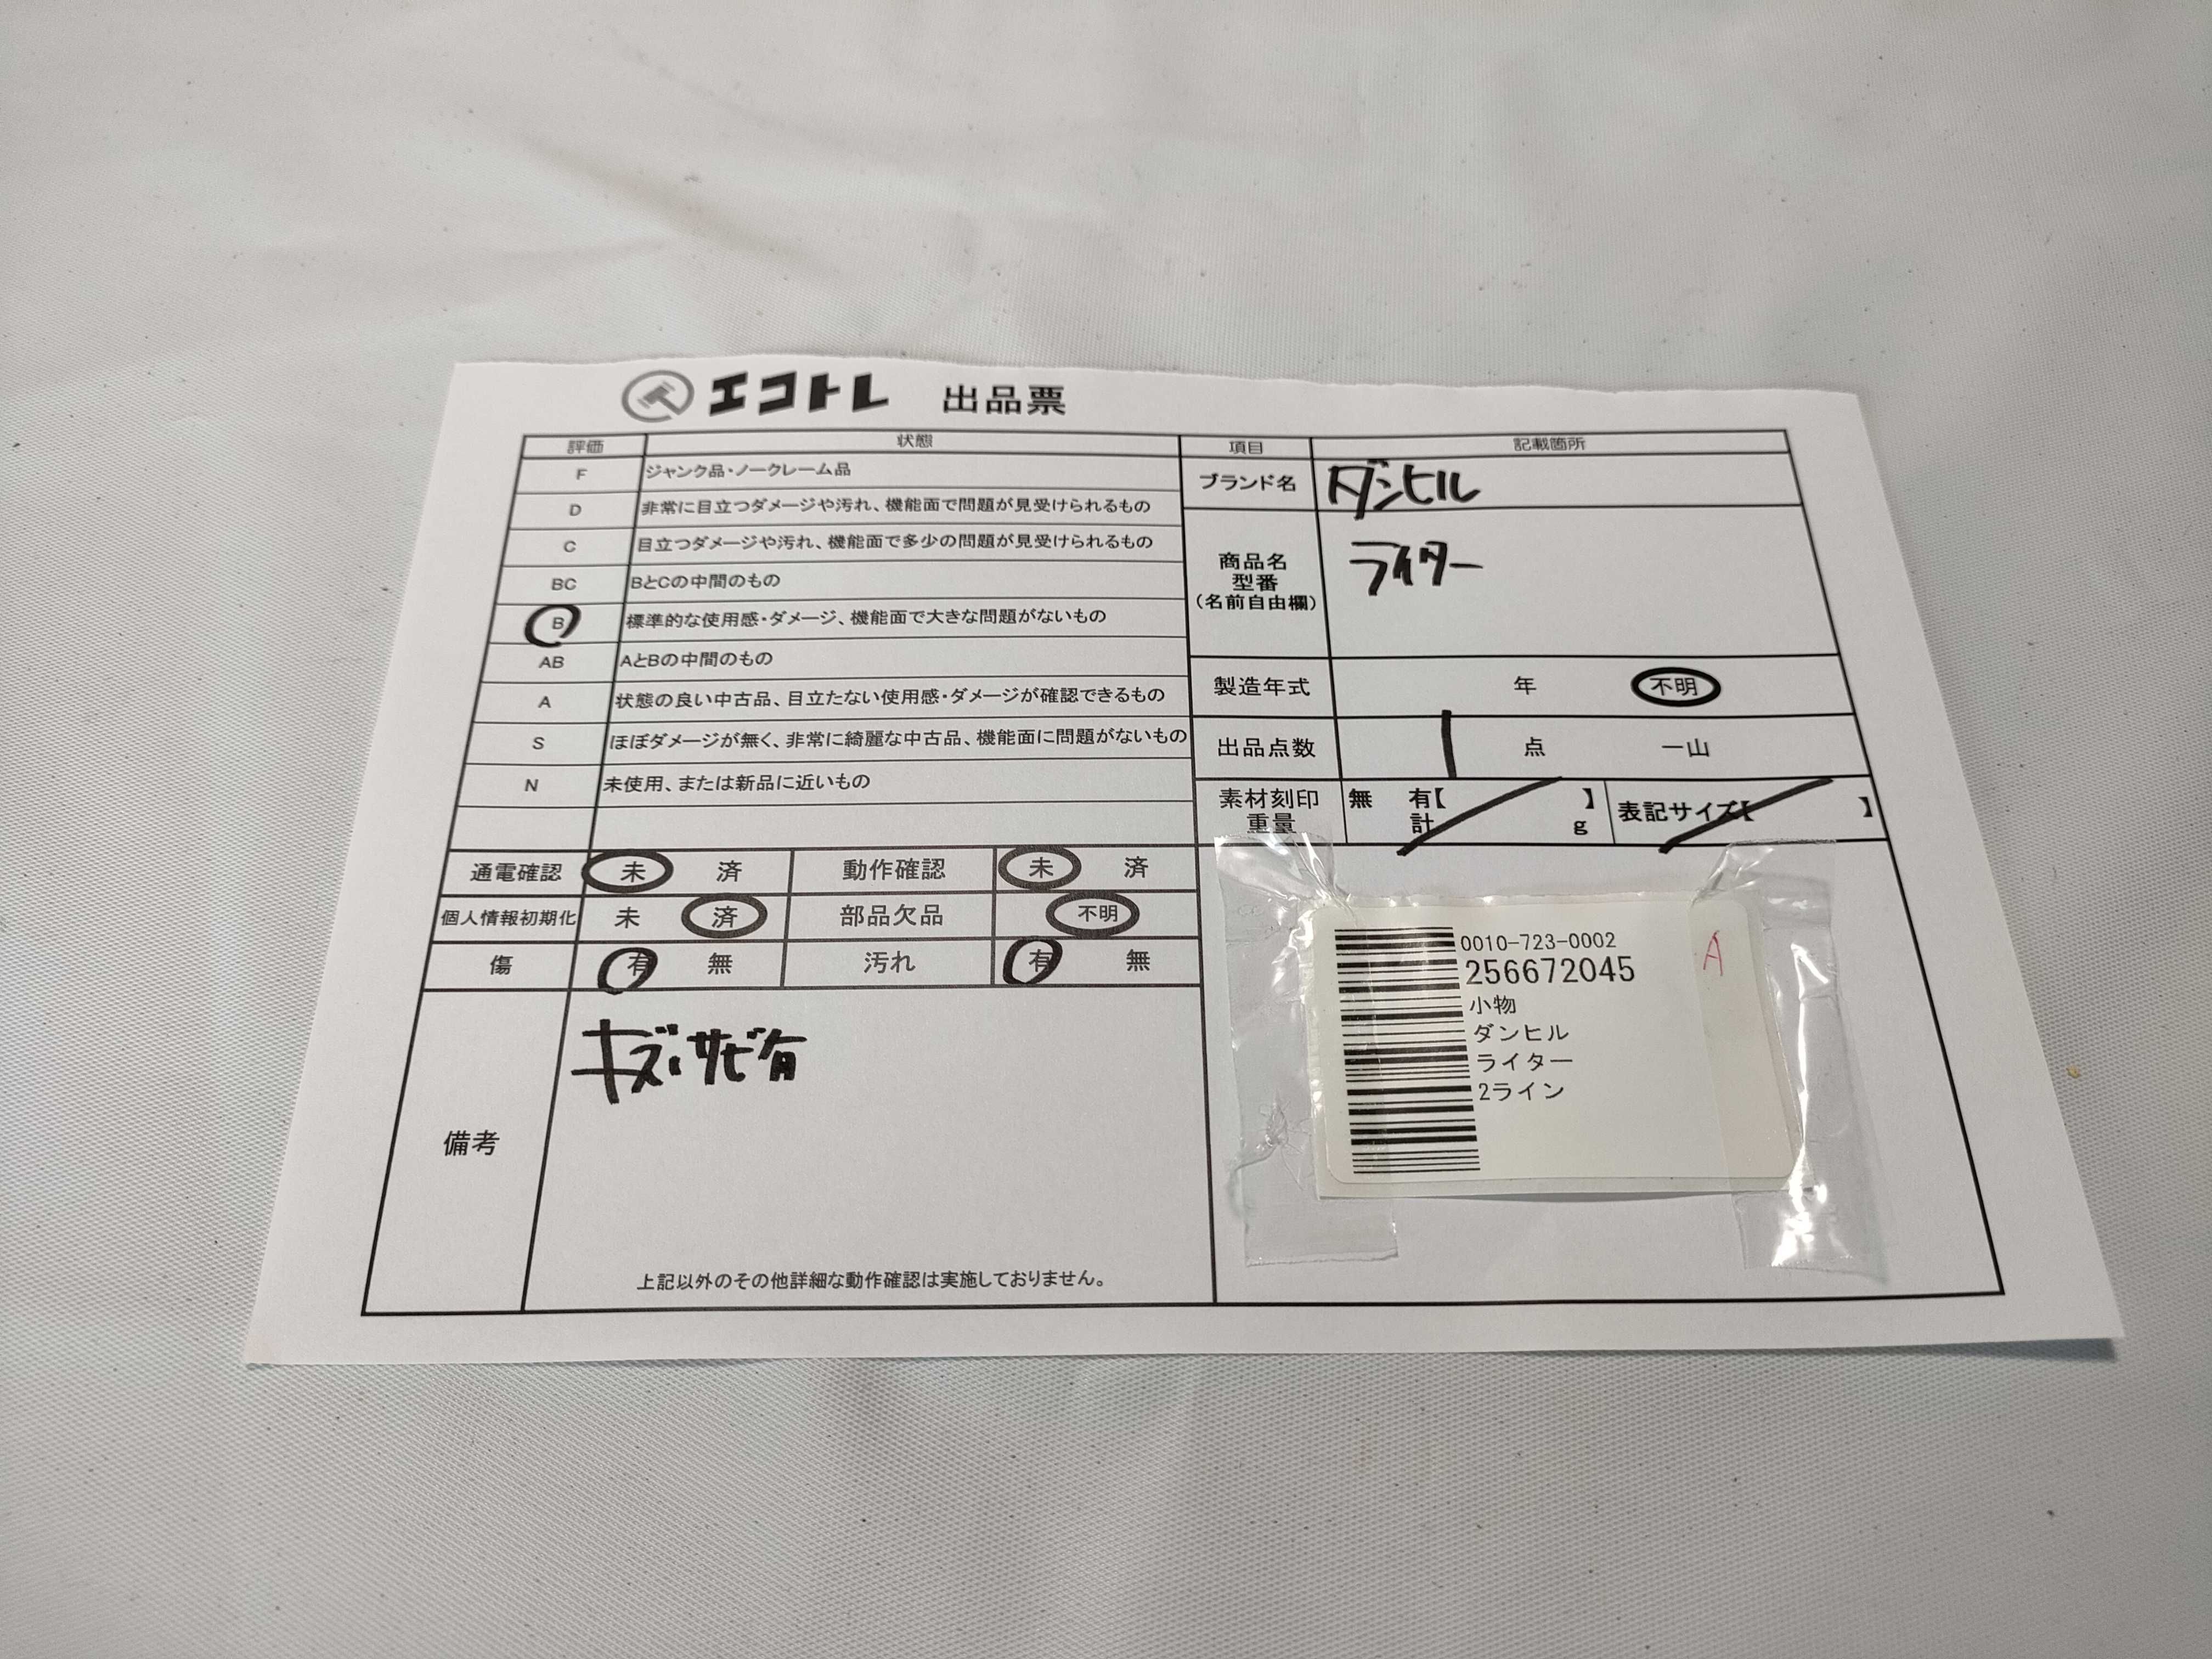 エコトレ 出品票
評価 状態
F ジャンク品・ノークレーム品
D 非常に目立つダメージや汚れ、機能面で問題が見受けられるもの
C 目立つダメージや汚れ、機能面で多少の問題が見受けられるもの
BC BとCの中間のもの
B 標準的な使用感・ダメージ、機能面で大きな問題がないもの
AB AとBの中間のもの
A 状態の良い中古品、目立たない使用感・ダメージが確認できるもの
S ほぼダメージが無く、非常に綺麗な中古品、機能面に問題がないもの
N 未使用、または新品に近いもの
通電確認 未 済 動作確認 未 済
個人情報初期化 未 済 部品欠品 不明
傷 有 無 汚れ 有 無
備考
キズ、サビ有
上記以外のその他詳細な動作確認は実施しておりません。
項目 記載箇所
ブランド名 ダンヒル
商品名
型番
（名前自由欄）
ライター
製造年式 年 不明
出品点数 1 点 一山
素材刻印 無 有【 】
重量 計 g
表記サイズ【 】
0010-723-0002
256672045
小物
ダンヒル
ライター
2ライン
A